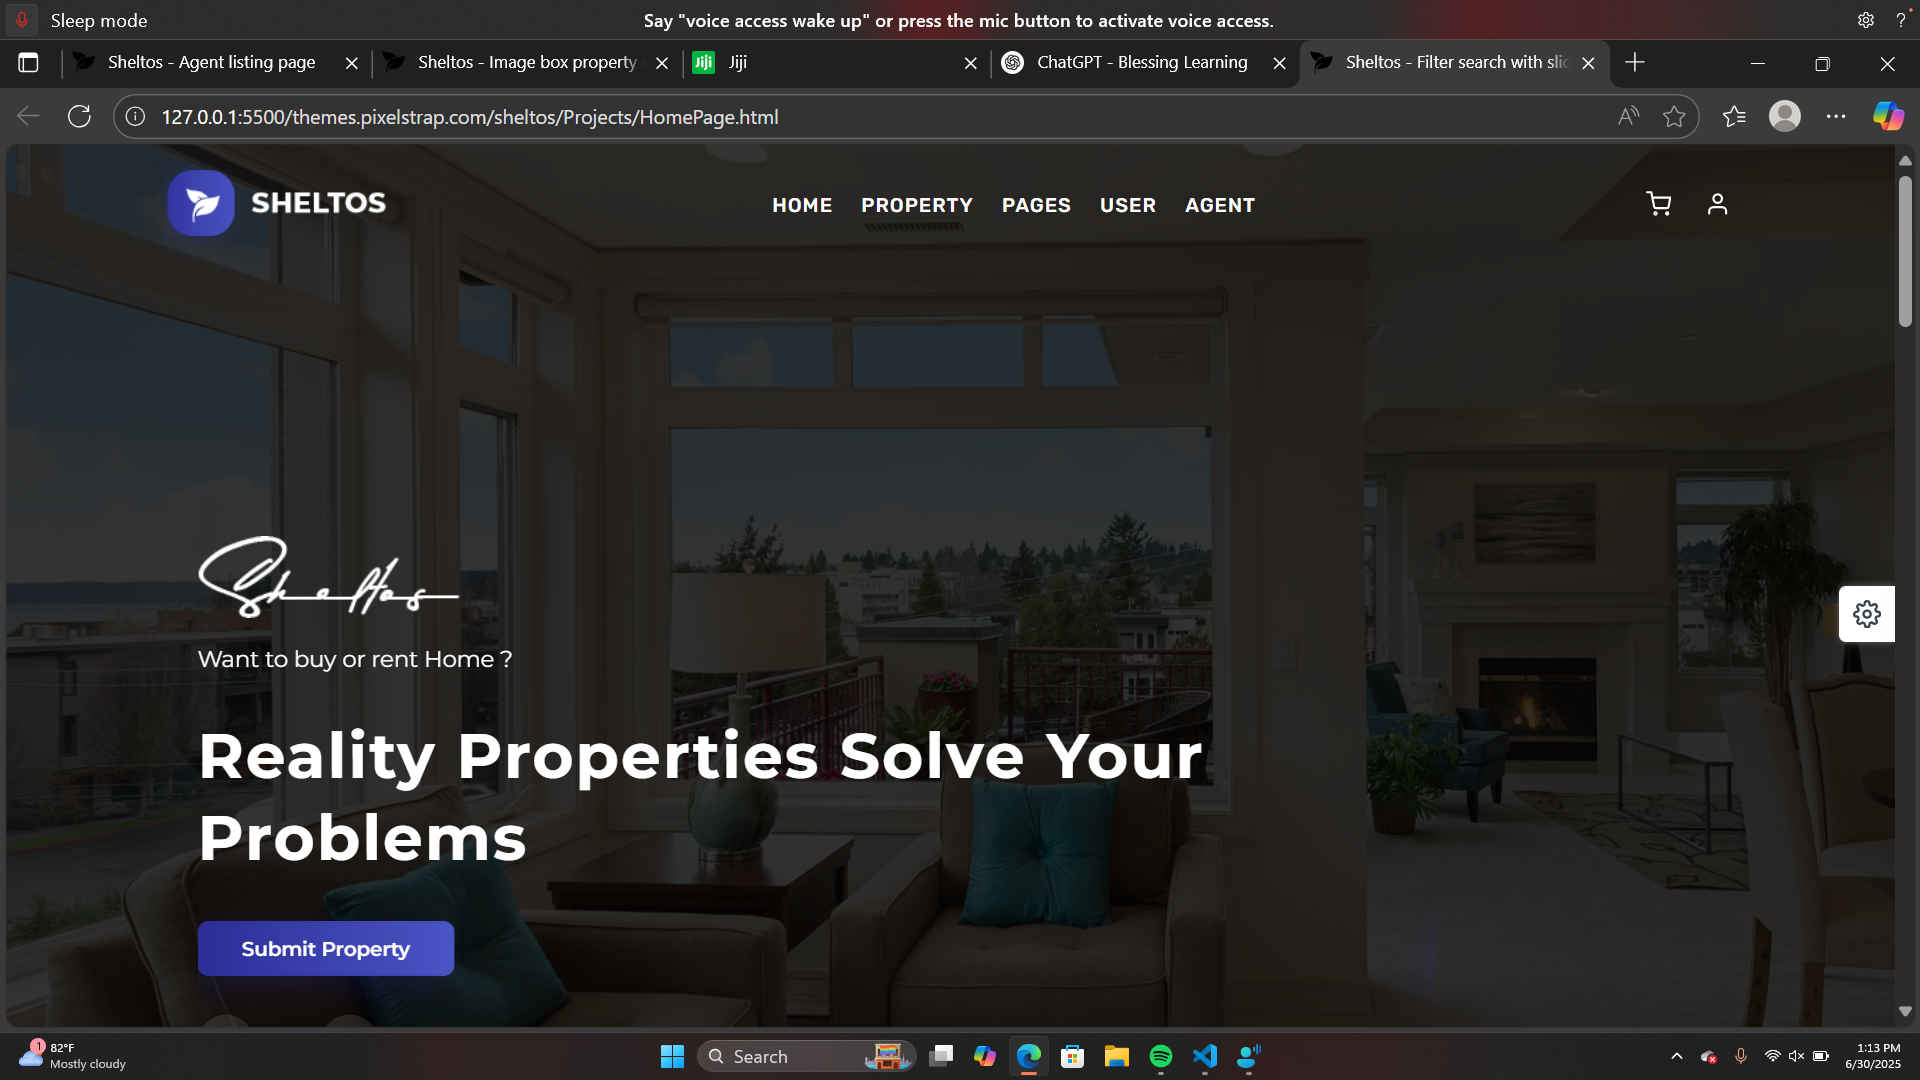 Sleep mode
Say "voice access wake up" or press the mic button to activate voice access.
Sheltos - Agent listing page
Sheltos - Image box property
Jiji
Jiji
ChatGPT - Blessing Learning
Sheltos - Filter search with slic
127.0.0.1:5500/themes.pixelstrap.com/sheltos/Projects/HomePage.html
SHELTOS
HOME PROPERTY PAGES USER AGENT
Sheltos
Want to buy or rent Home ?
Reality Properties Solve Your
Problems
Submit Property
1
82°F
Mostly cloudy
Search
1:13 PM
6/30/2025